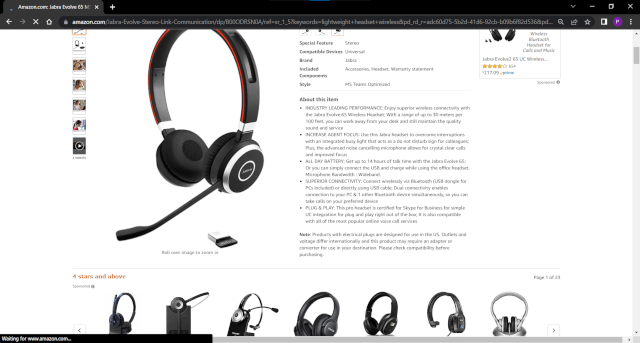 Amazon.com: Jabra Evolve 65 M
amazon.com/Jabra-Evolve-Stereo-Link-Communication/dp/B00ODRSN0A/ref=sr_1_5?keywords=lightweight+headset+wireless&pd_rd_r=
P
Special Feature Stereo
Compatible Devices Universal
Brand Jabra
Included Components Accessories, Headset, Warranty statement
Style MS Teams Optimized
About this item
• INDUSTRY LEADING PERFORMANCE: Enjoy superior wireless connectivity with
the Jabra Evolve 65 Wireless Headset. With a range of up to 30 meters per
100 feet, you can work away from your desk and still maintain the quality
sound and service
• INCREASE AGENT FOCUS: Use this Jabra headset to overcome interruptions
with an integrated busy light that acts as a do not disturb sign for colleagues;
Plus, the advanced noise cancelling microphone allows for crystal clear calls
and improved focus
• ALL DAY BATTERY: Get up to 14 hours of talk time with the Jabra Evolve 65;
Or you can simply connect the USB and charge while using the office headset.
Microphone Bandwidth : Wideband
• SUPERIOR CONNECTIVITY: Connect wirelessly via Bluetooth (USB dongle for
PCs included) or directly using USB cable; Dual connectivity enables
connection to your PC & 1 other Bluetooth device simultaneously, so you can
take calls on your preferred device
• PLUG & PLAY: This pro headset is certified for Skype for Business for simple
UC integration for plug and play right out of the box; It is also compatible
with all of the most popular online voice call services
Note: Products with electrical plugs are designed for use in the US. Outlets and
voltage differ internationally and this product may require an adapter or
converter for use in your destination. Please check compatibility before
purchasing.
Roll over image to zoom in
Wireless
Bluetooth
Headset for
Calls and Music
Jabra Evolve2 65 UC Wireless...
Sponsored
4 stars and above
Sponsored
Page 1 of 23
Waiting for www.amazon.com...